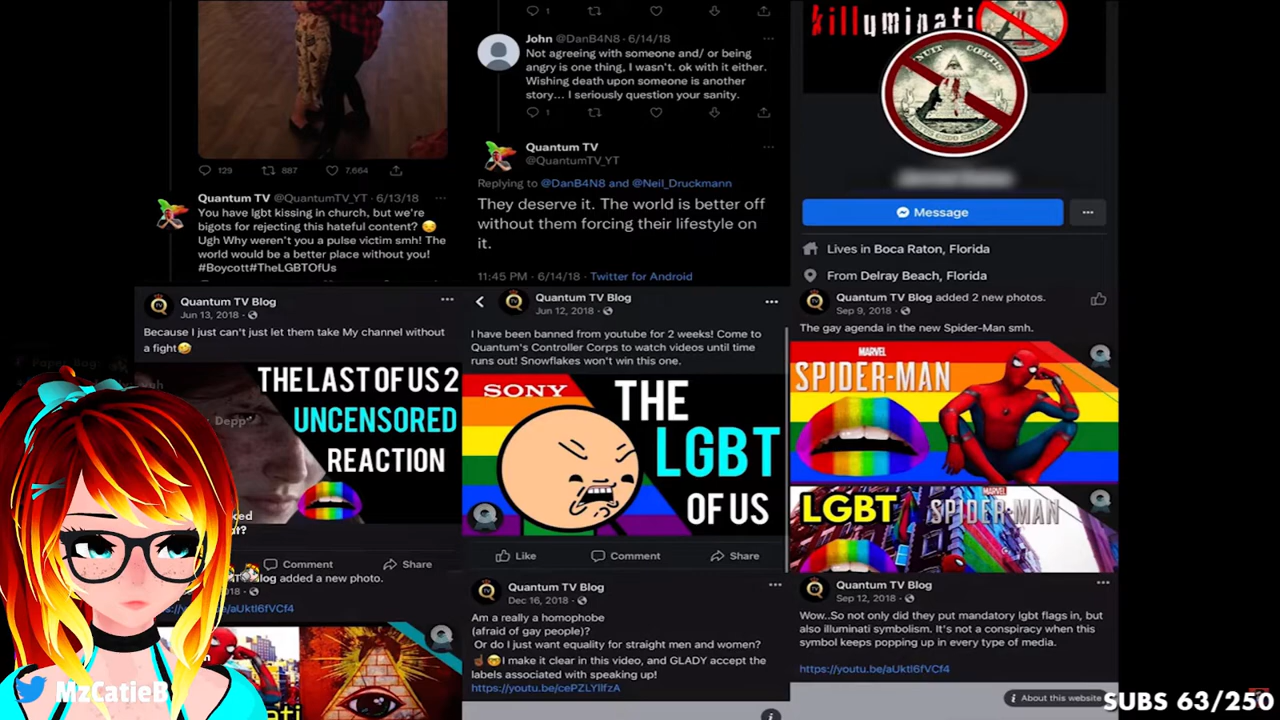 129 887 7,664
Quantum TV @QuantumTV_YT · 6/13/18
You have lgbt kissing in church, but we're
bigots for rejecting this hateful content? 😒
Ugh Why weren't you a pulse victim smh! The
world would be a better place without you!
#Boycott#TheLGBTOfUs
1
John @DanB4N8 · 6/14/18
Not agreeing with someone and/ or being
angry is one thing, I wasn't. ok with it either.
Wishing death upon someone is another
story... I seriously question your sanity.
1
Quantum TV
@QuantumTV_YT
Replying to @DanB4N8 and @Neil_Druckmann
They deserve it. The world is better off
without them forcing their lifestyle on
it.
11:45 PM · 6/14/18 · Twitter for Android
killuminati
Message
Lives in Boca Raton, Florida
From Delray Beach, Florida
Quantum TV Blog
Jun 13, 2018 ·
Because I just can't just let them take My channel without
a fight🤣
THE LAST OF US 2
UNCENSORED
REACTION
Comment Share
Quantum TV Blog
Jun 12, 2018 ·
I have been banned from youtube for 2 weeks! Come to
Quantum's Controller Corps to watch videos until time
runs out! Snowflakes won't win this one.
SONY
THE
LGBT
OF US
Like Comment Share
Quantum TV Blog added 2 new photos.
Sep 9, 2018 ·
The gay agenda in the new Spider-Man smh.
MARVEL
SPIDER-MAN
LGBT
MARVEL
SPIDER-MAN
added a new photo.
2018 ·
Quantum TV Blog
Dec 16, 2018 ·
Am a really a homophobe
(afraid of gay people)?
Or do I just want equality for straight men and women?
I make it clear in this video, and GLADY accept the
labels associated with speaking up!
https://youtu.be/cePZLYIlfzA
Quantum TV Blog
Sep 12, 2018 ·
Wow..So not only did they put mandatory lgbt flags in, but
also illuminati symbolism. It's not a conspiracy when this
symbol keeps popping up in every type of media.
https://youtu.be/aUktI6fVCf4
About this website
MzCatieB
SUBS 63/250